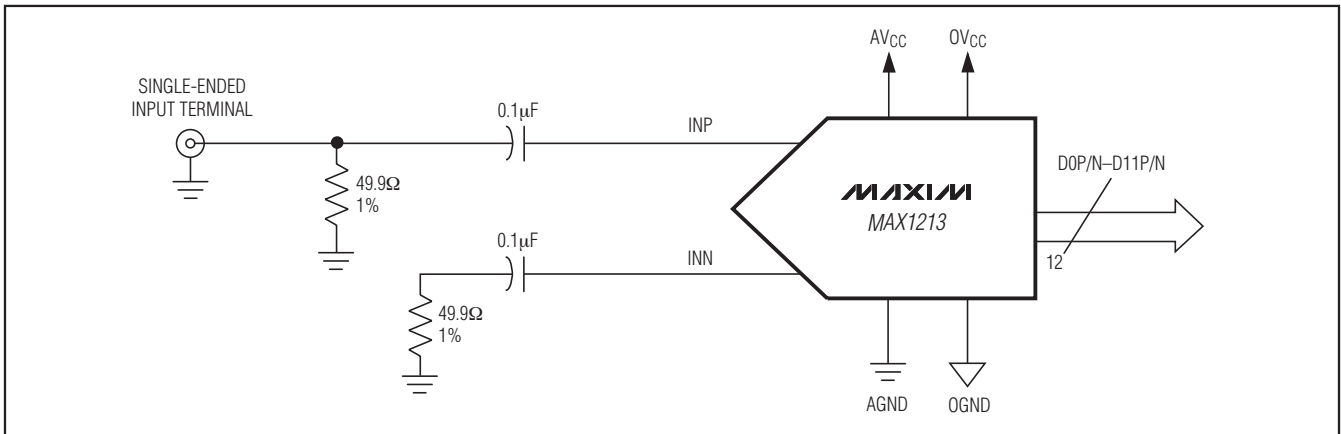 SINGLE-ENDED
INPUT TERMINAL
0.1μF
INP
49.9Ω
1%
0.1μF
INN
49.9Ω
1%
AVCC
OVCC
MAXIM
MAX1213
D0P/N–D11P/N
12
AGND
OGND